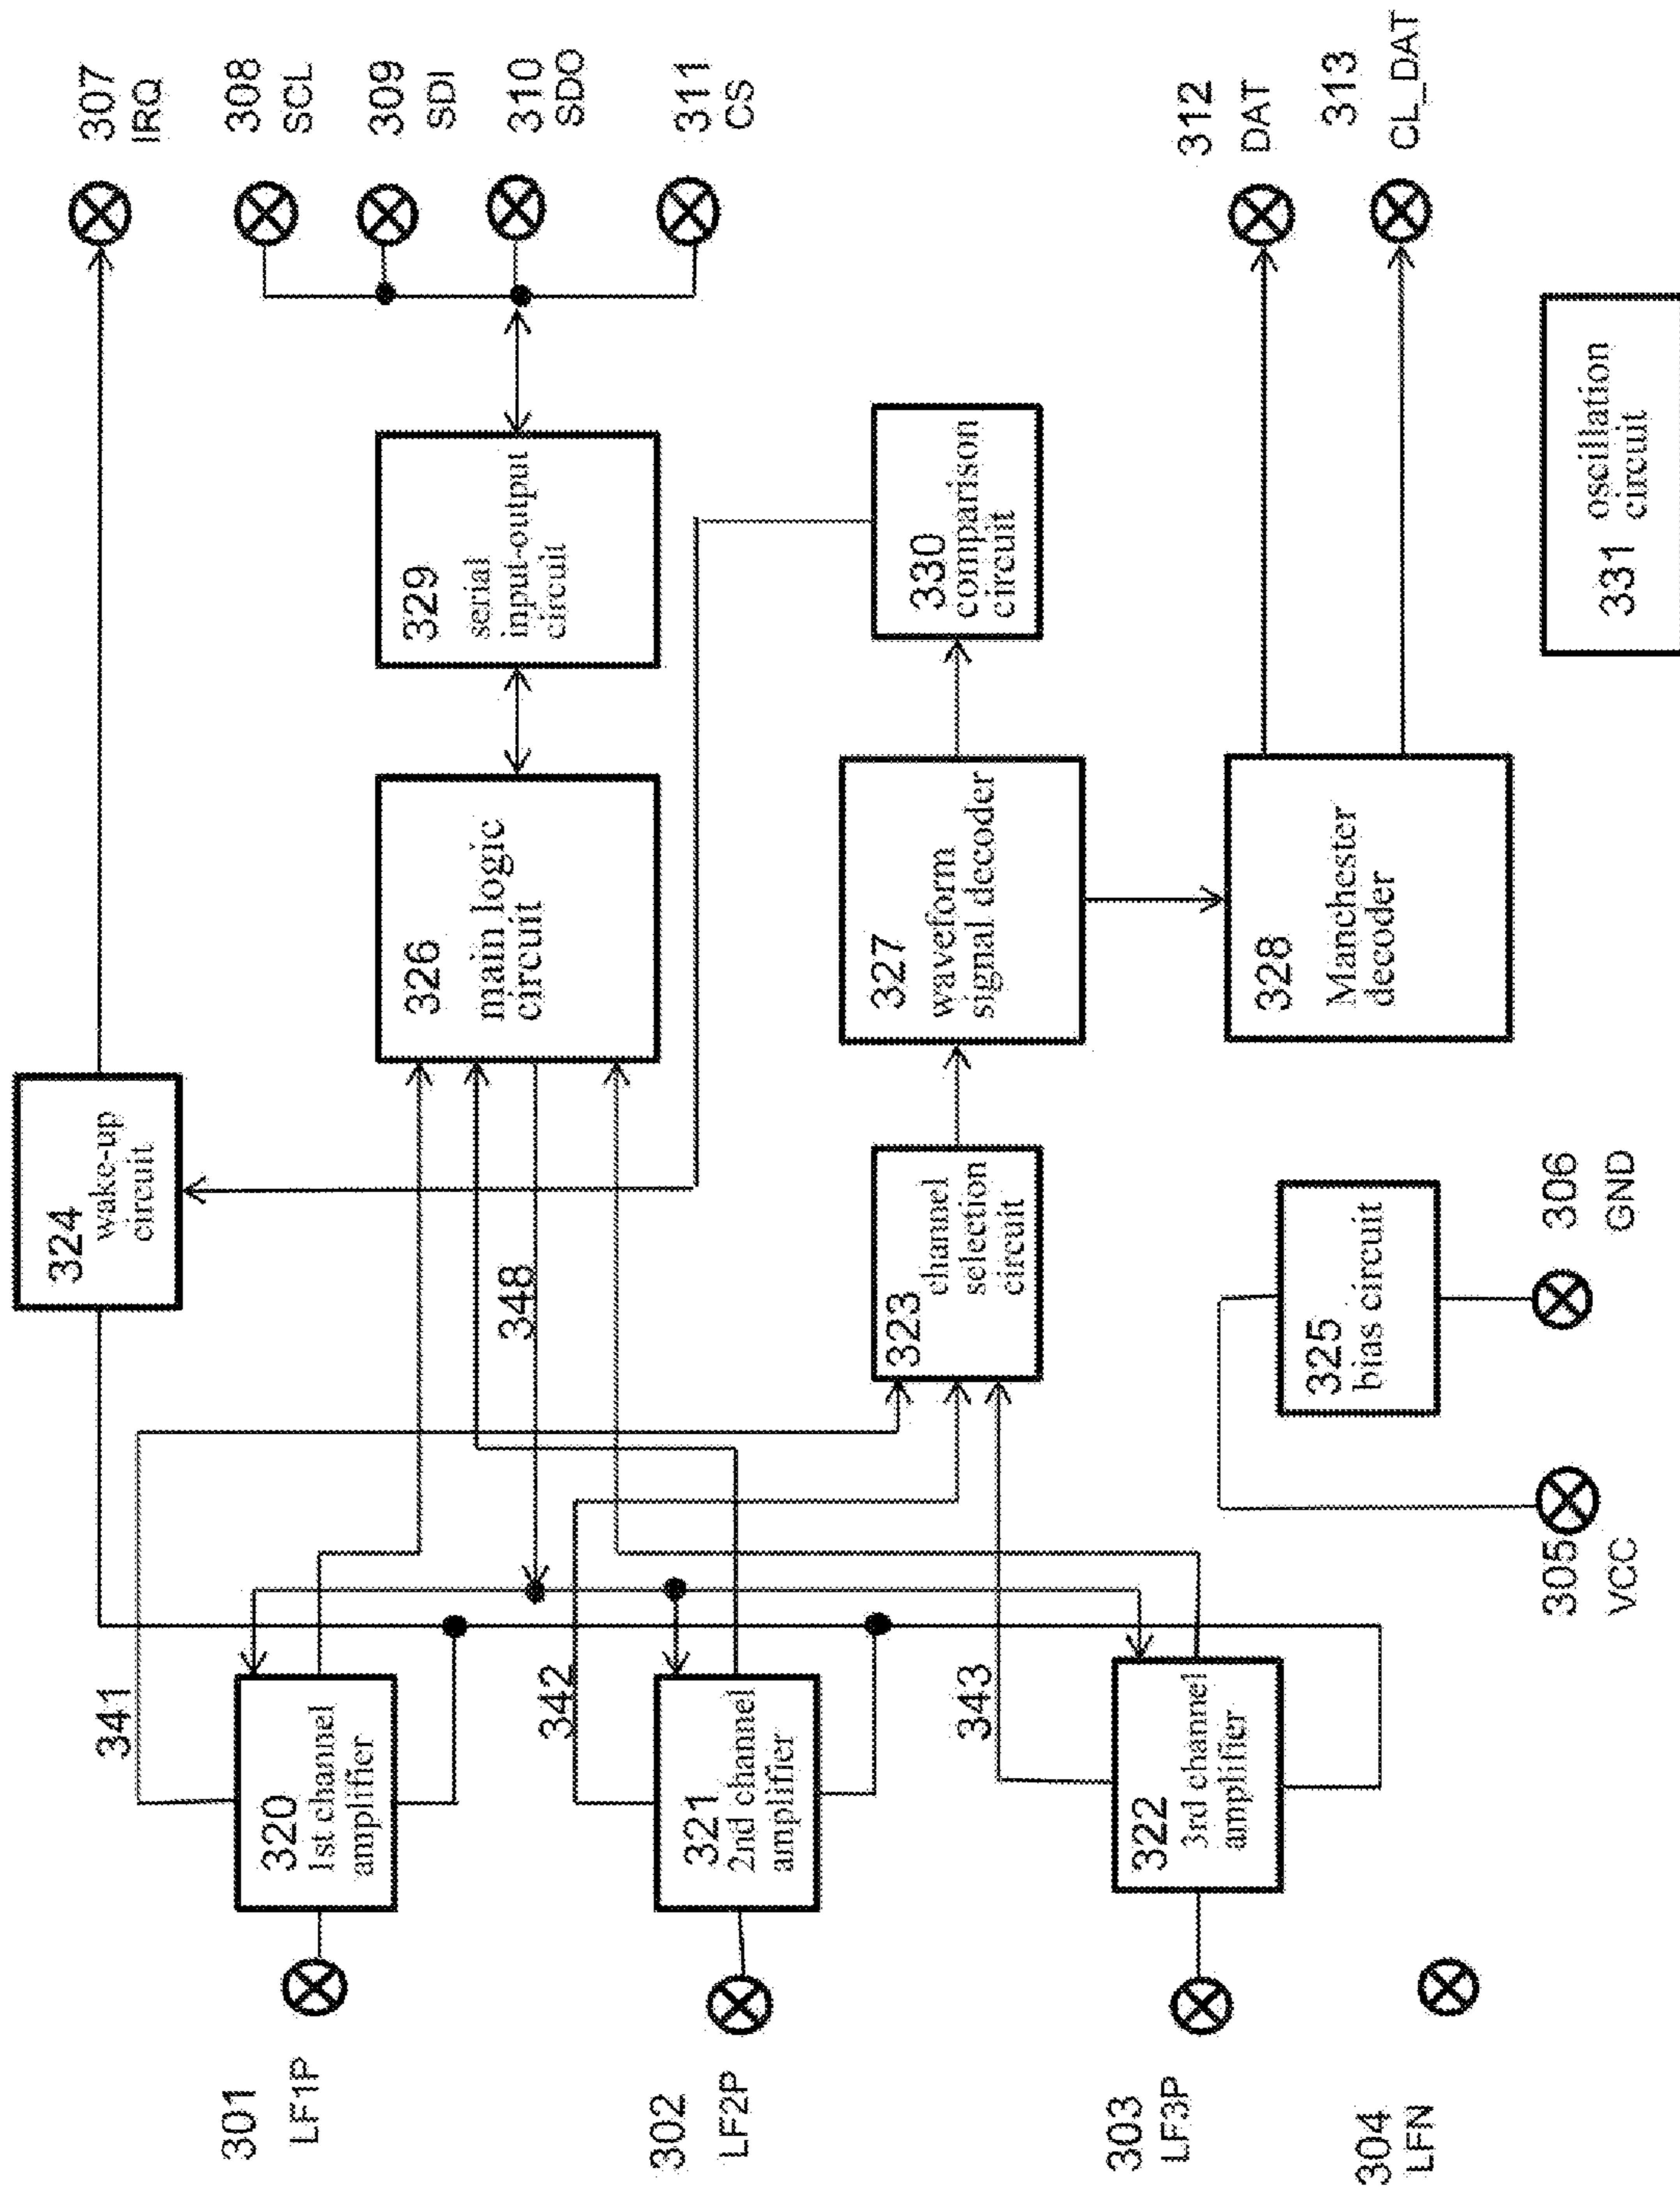 301
LF1P
302
LF2P
303
LF3P
304
LFN
320
1st channel
amplifier
321
2nd channel
amplifier
322
3rd channel
amplifier
341
342
343
305
VCC
306
GND
325
bias circuit
324
wake-up
circuit
348
323
channel
selection
circuit
326
main logic
circuit
327
waveform
signal decoder
328
Manchester
decoder
329
serial
input-output
circuit
330
comparison
circuit
331
oscillation
circuit
307
IRQ
308
SCL
309
SDI
310
SDO
311
CS
312
DAT
313
CL_DAT